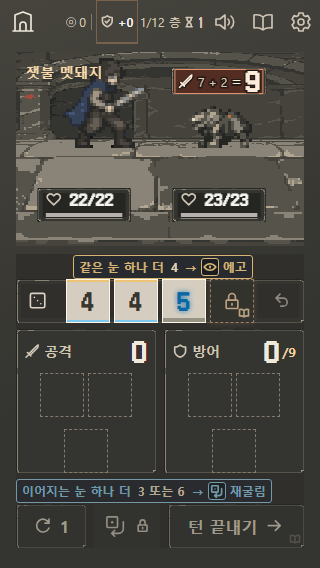 0 +0 1/12 층 1
잿불 멧돼지
7 + 2 = 9
22/22 23/23
같은 눈 하나 더 4 → 에고
4 4 5
공격 0 방어 0/9
이어지는 눈 하나 더 3 또는 6 → 재굴림
1 턴 끝내기 →